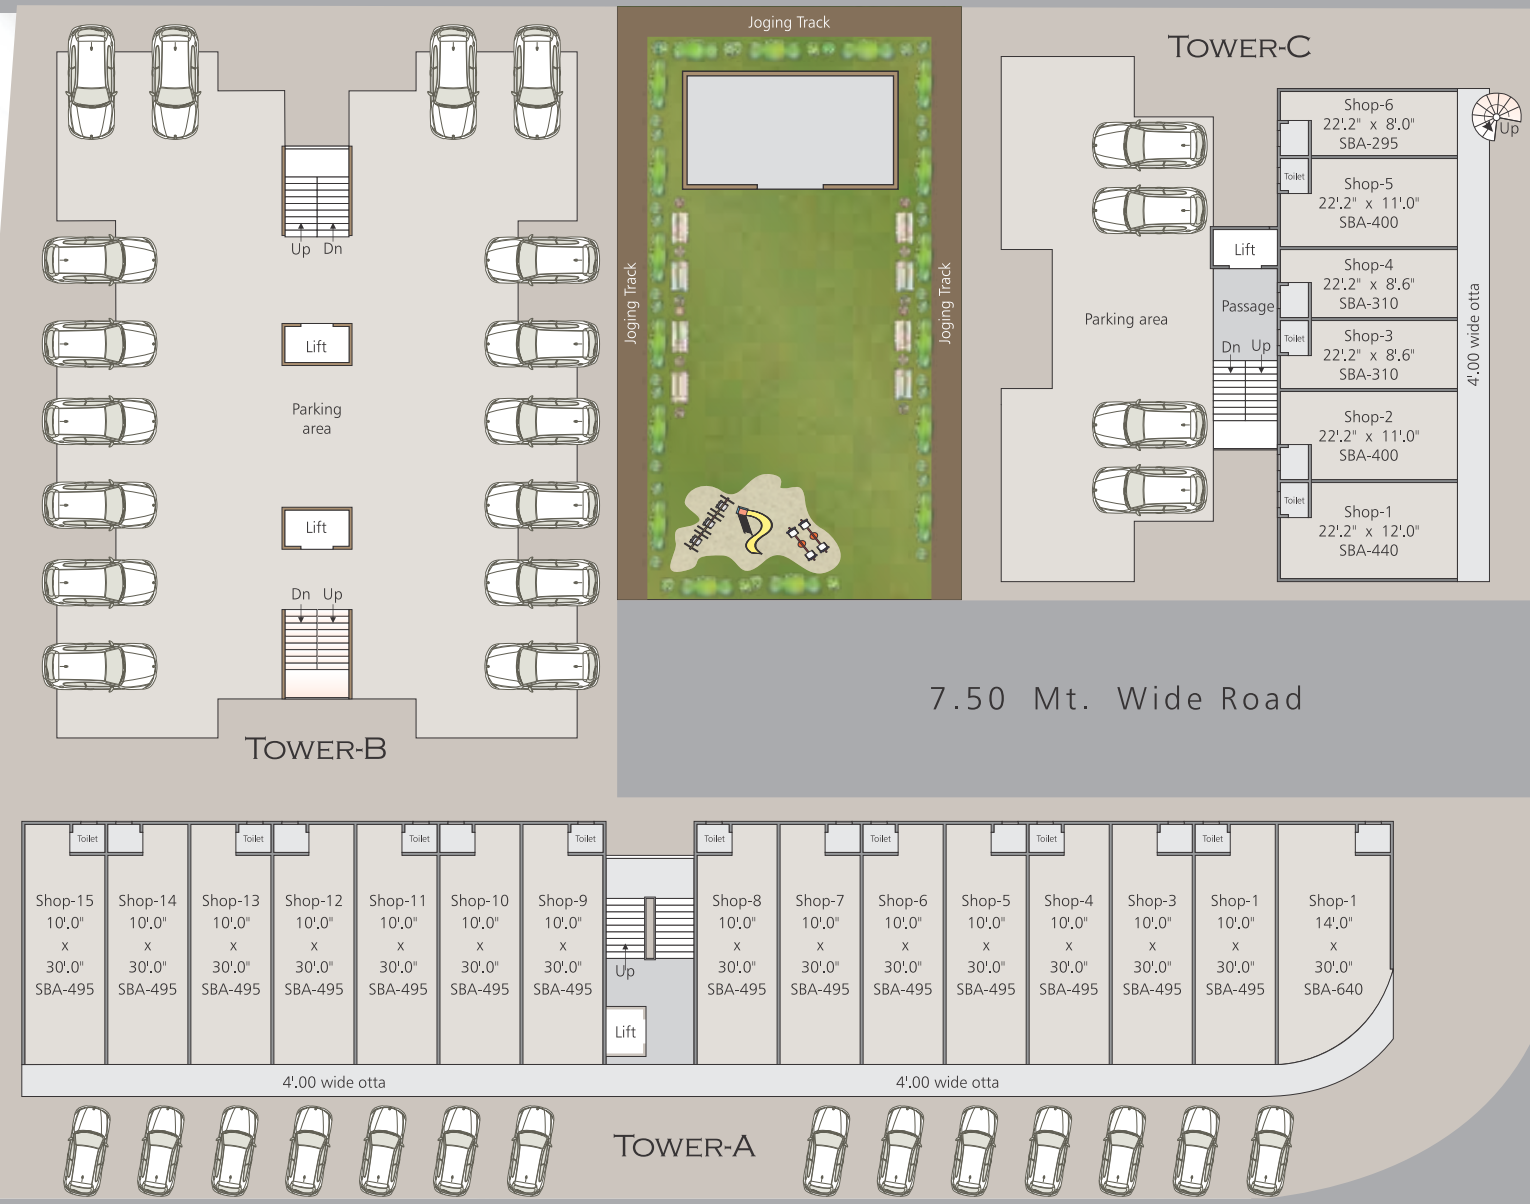 Joging Track
TOWER-C
Shop-6
22'.2" x 8'.0"
SBA-295
Up
Toilet
Shop-5
22'.2" x 11'.0"
SBA-400
Up Dn
Lift
Shop-4
22'.2" x 8'.6"
SBA-310
Joging Track
Joging Track
Passage
Parking area
4'.00 wide otta
Lift
Toilet
Shop-3
22'.2" x 8'.6"
SBA-310
Dn Up
Parking
area
Shop-2
22'.2" x 11'.0"
SBA-400
Toilet
Shop-1
22'.2" x 12'.0"
SBA-440
Lift
Dn Up
7.50 Mt. Wide Road
TOWER-B
Toilet
Toilet
Toilet
Toilet
Toilet
Toilet
Toilet
Toilet
Shop-15
10'.0"
x
30'.0"
SBA-495
Shop-14
10'.0"
x
30'.0"
SBA-495
Shop-13
10'.0"
x
30'.0"
SBA-495
Shop-12
10'.0"
x
30'.0"
SBA-495
Shop-11
10'.0"
x
30'.0"
SBA-495
Shop-10
10'.0"
x
30'.0"
SBA-495
Shop-9
10'.0"
x
30'.0"
SBA-495
Up
Lift
Shop-8
10'.0"
x
30'.0"
SBA-495
Shop-7
10'.0"
x
30'.0"
SBA-495
Shop-6
10'.0"
x
30'.0"
SBA-495
Shop-5
10'.0"
x
30'.0"
SBA-495
Shop-4
10'.0"
x
30'.0"
SBA-495
Shop-3
10'.0"
x
30'.0"
SBA-495
Shop-1
10'.0"
x
30'.0"
SBA-495
Shop-1
14'.0"
x
30'.0"
SBA-640
4'.00 wide otta
4'.00 wide otta
TOWER-A